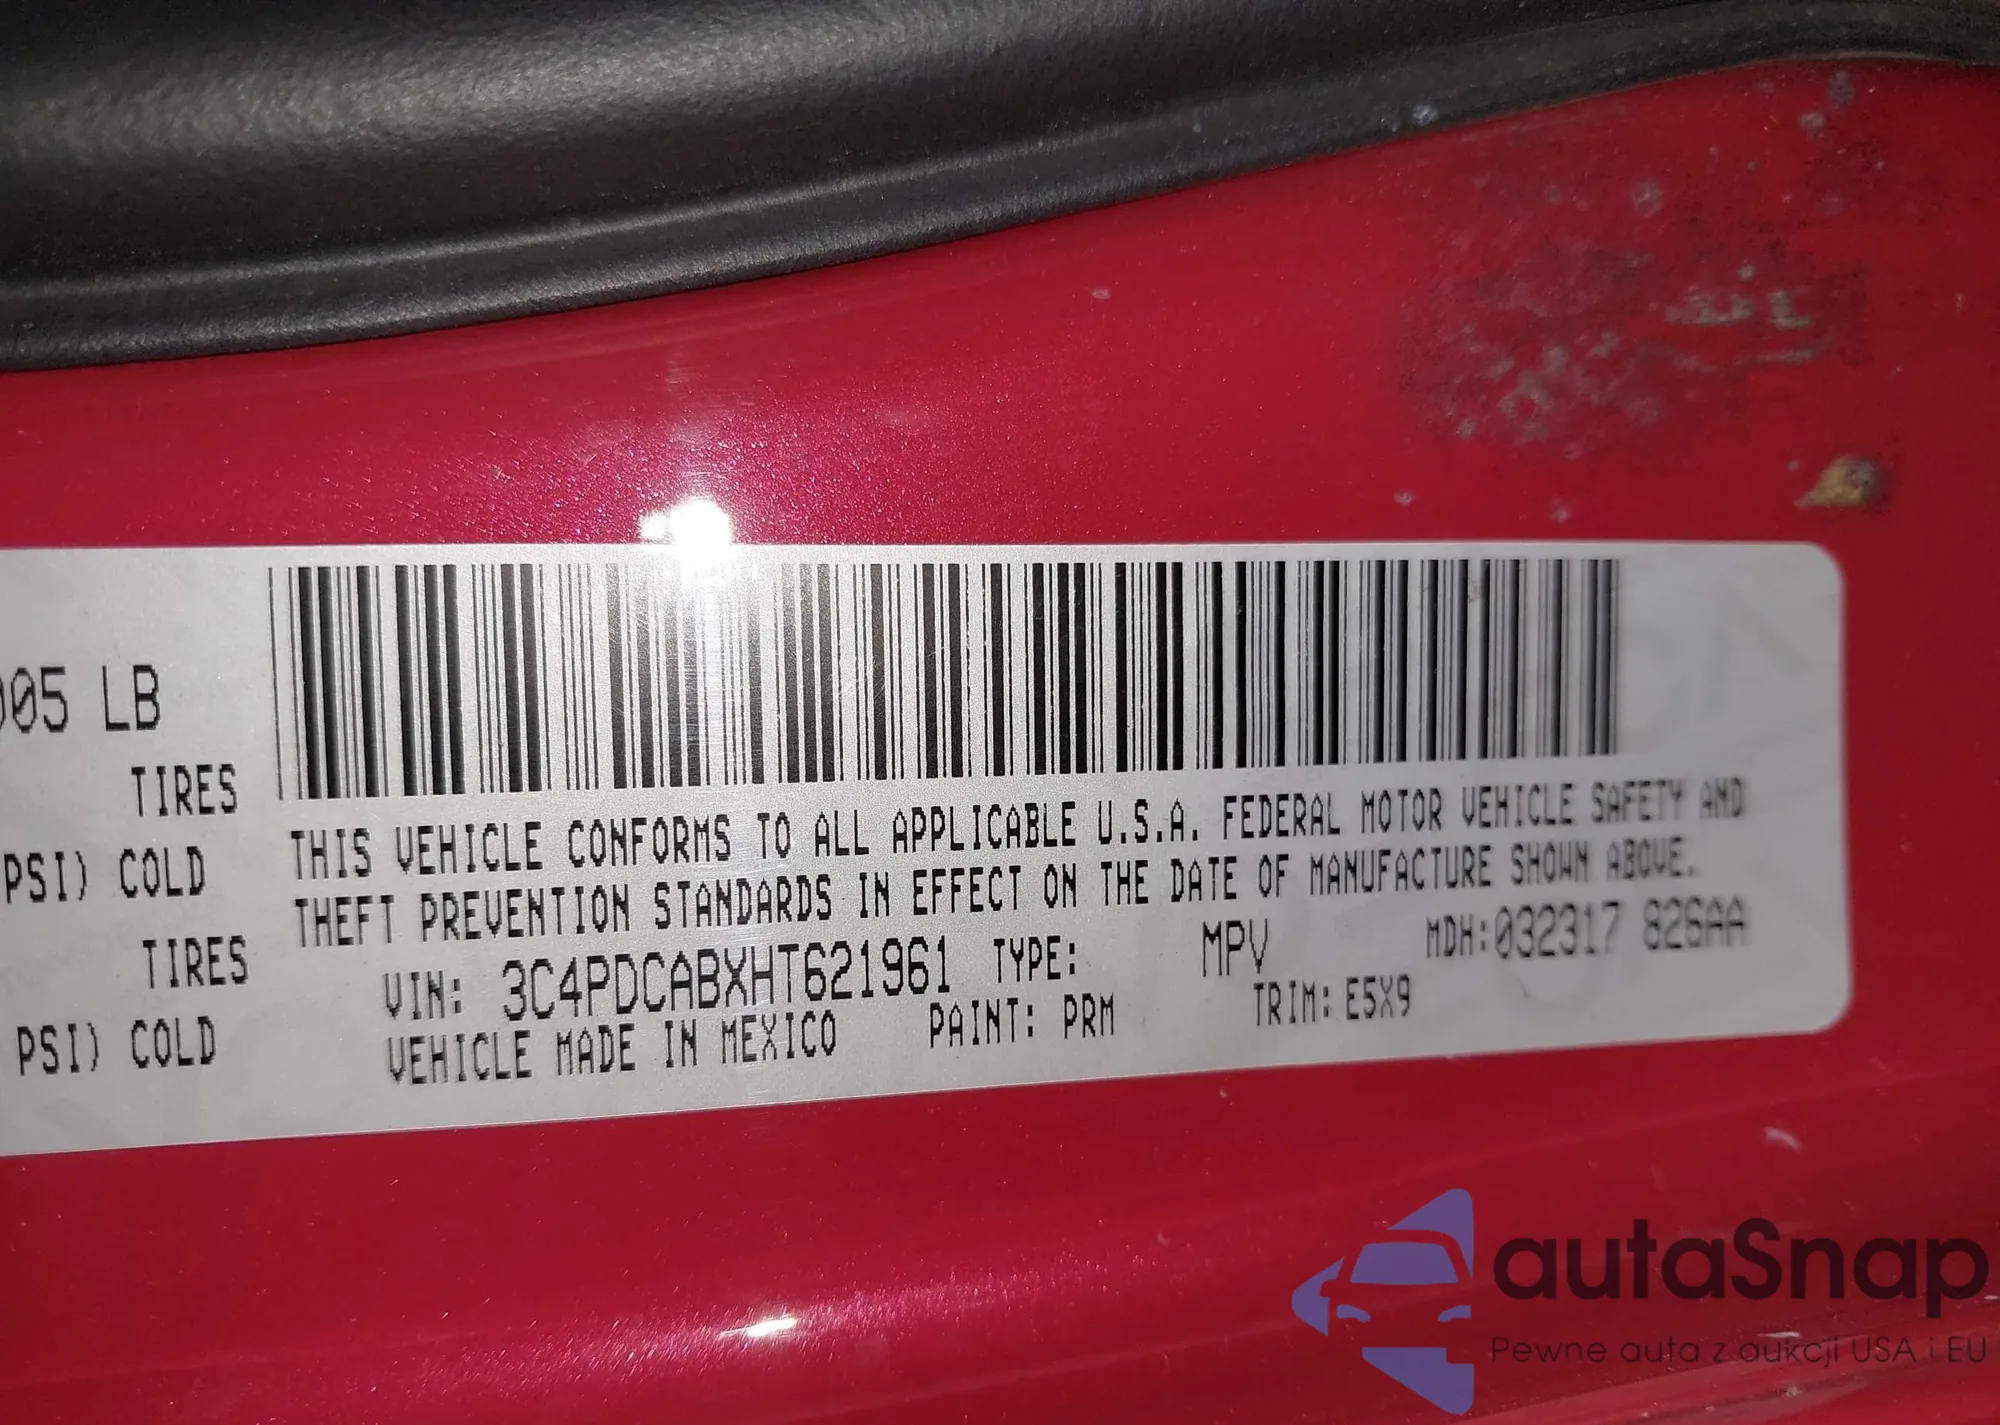 005 LB
TIRES
PSI) COLD
TIRES
PSI) COLD
THIS VEHICLE CONFORMS TO ALL APPLICABLE U.S.A. FEDERAL MOTOR VEHICLE SAFETY AND
THEFT PREVENTION STANDARDS IN EFFECT ON THE DATE OF MANUFACTURE SHOWN ABOVE.
VIN: 3C4PDCABXHT621961 TYPE: MPV MDH:032317 826AA
VEHICLE MADE IN MEXICO PAINT: PRM TRIM: E5X9
autaSnap
Pewne auta z aukcji USA i EU